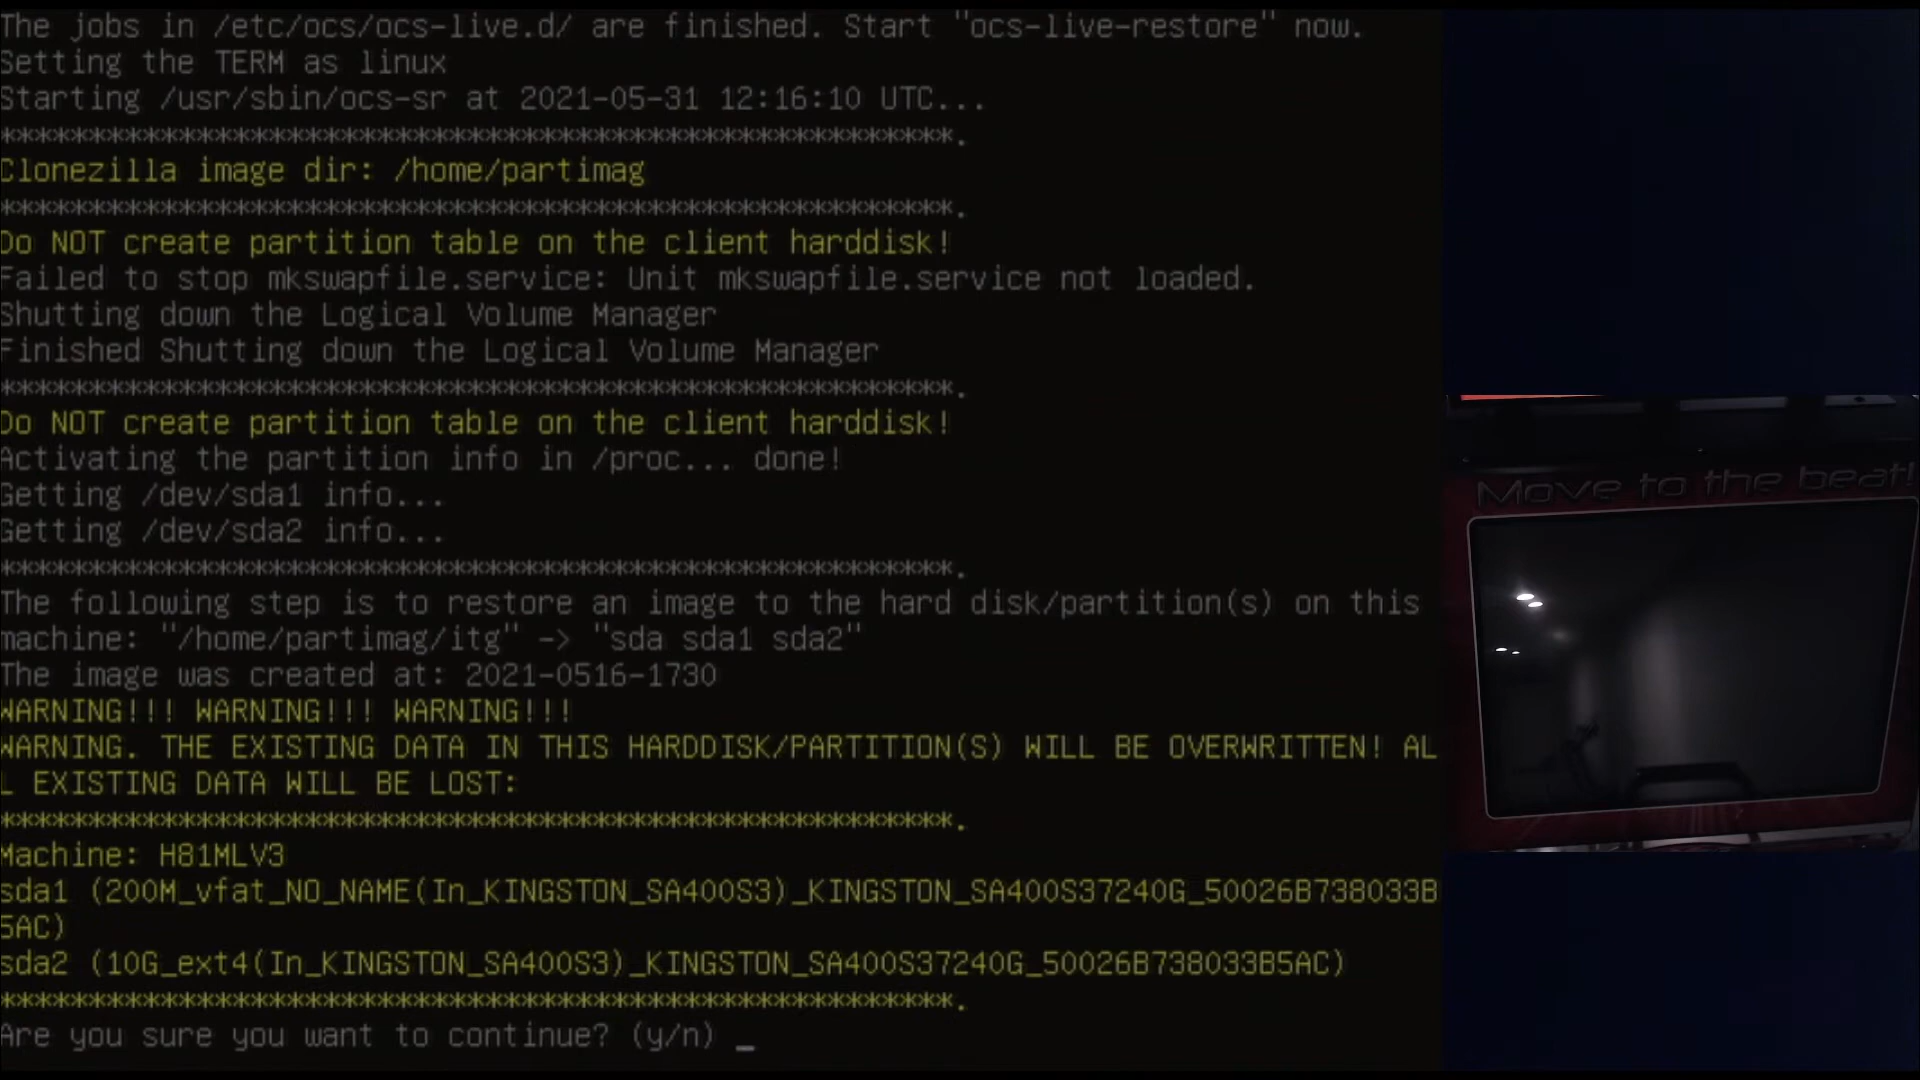 The jobs in /etc/ocs/ocs-live.d/ are finished. Start "ocs-live-restore" now.
Setting the TERM as linux
Starting /usr/sbin/ocs-sr at 2021-05-31 12:16:10 UTC...
*****************************************************.
Clonezilla image dir: /home/partimag
*****************************************************.
Do NOT create partition table on the client harddisk!
Failed to stop mkswapfile.service: Unit mkswapfile.service not loaded.
Shutting down the Logical Volume Manager
Finished Shutting down the Logical Volume Manager
*****************************************************.
Do NOT create partition table on the client harddisk!
Activating the partition info in /proc... done!
Getting /dev/sda1 info...
Getting /dev/sda2 info...
*****************************************************.
The following step is to restore an image to the hard disk/partition(s) on this
machine: "/home/partimag/itg" -> "sda sda1 sda2"
The image was created at: 2021-0516-1730
WARNING!!! WARNING!!! WARNING!!!
WARNING. THE EXISTING DATA IN THIS HARDDISK/PARTITION(S) WILL BE OVERWRITTEN! AL
L EXISTING DATA WILL BE LOST:
*****************************************************.
Machine: H81MLV3
sda1 (200M_vfat_NO_NAME(In_KINGSTON_SA400S3)_KINGSTON_SA400S37240G_50026B738033B
5AC)
sda2 (10G_ext4(In_KINGSTON_SA400S3)_KINGSTON_SA400S37240G_50026B738033B5AC)
*****************************************************.
Are you sure you want to continue? (y/n) _
Move to the beat!